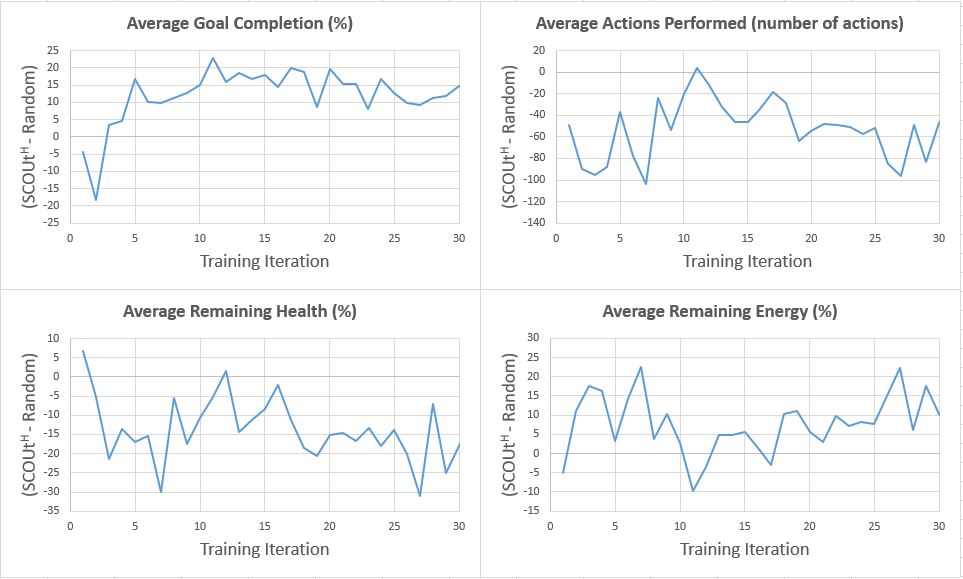 Average Goal Completion (%)
(SCOUtᴴ - Random)
25
20
15
10
5
0
-5
-10
-15
-20
-25
0 5 10 15 20 25 30
Training Iteration
Average Actions Performed (number of actions)
(SCOUtᴴ - Random)
20
0
-20
-40
-60
-80
-100
-120
-140
0 5 10 15 20 25 30
Training Iteration
Average Remaining Health (%)
(SCOUtᴴ - Random)
10
5
0
-5
-10
-15
-20
-25
-30
-35
0 5 10 15 20 25 30
Training Iteration
Average Remaining Energy (%)
(SCOUtᴴ - Random)
30
25
20
15
10
5
0
-5
-10
-15
0 5 10 15 20 25 30
Training Iteration